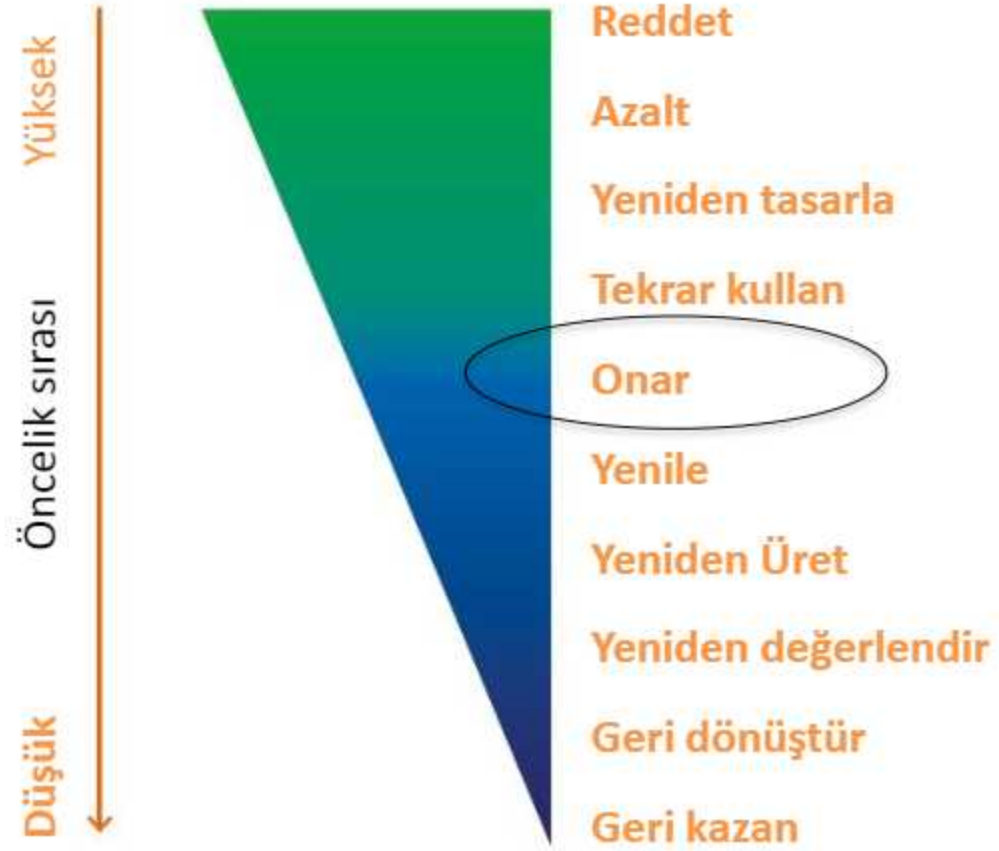 Yüksek
Öncelik sırası
Düşük
Reddet
Azalt
Yeniden tasarla
Tekrar kullan
Onar
Yenile
Yeniden Üret
Yeniden değerlendir
Geri dönüştür
Geri kazan